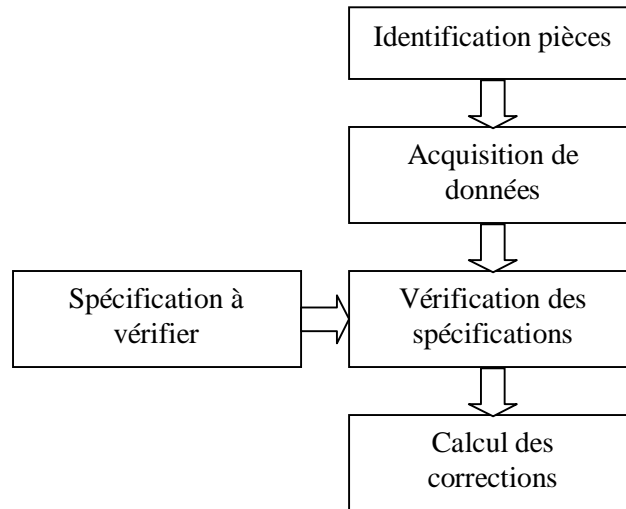 Identification pièces
Acquisition de
données
Spécification à
vérifier
Vérification des
spécifications
Calcul des
corrections